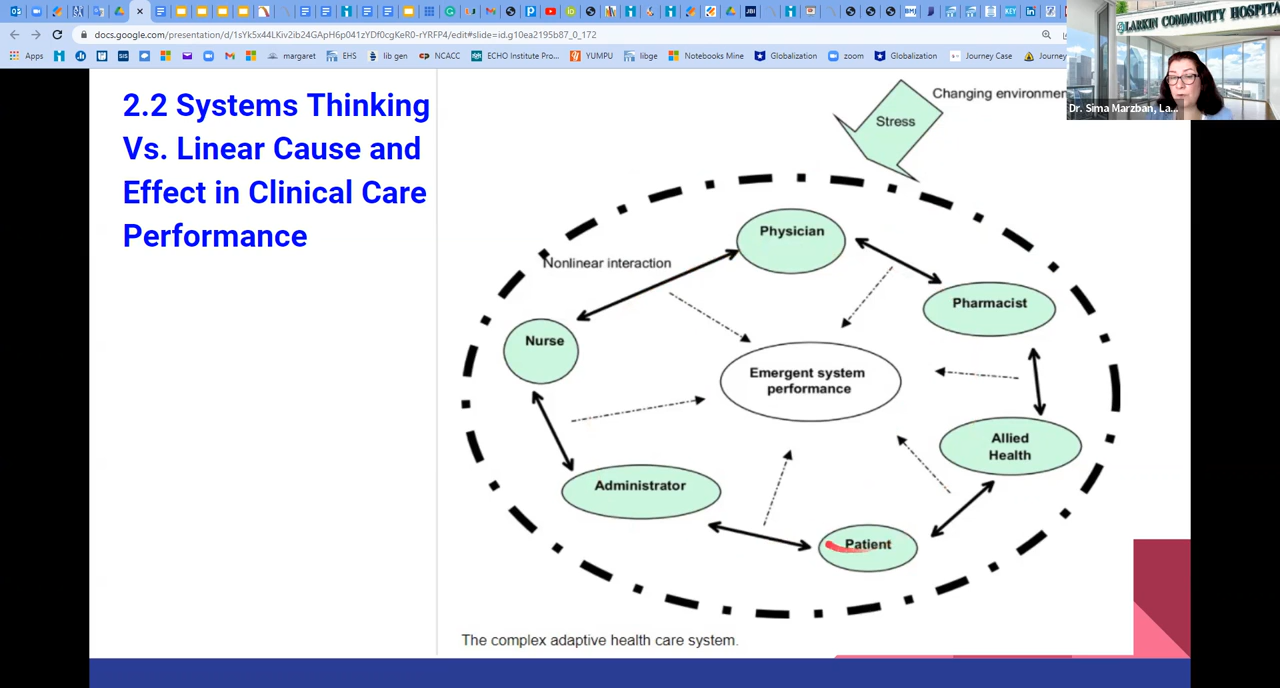 docs.google.com/presentation/d/1sYk5x44LKiv2ib24GApH6p041zYDf0cgKeR0-rVsFP4/edit#slide=id.g10ea2195b87_0_172
Apps
margaret
EHS
lib gen
NCACC
ECHO Institute Pro...
YUMPU
libge
Notebooks Mine
Globalization
zoom
Globalization
Journey Case
Journey
LARKIN COMMUNITY HOSPITA
Dr. Sima Marzban, La...
2.2 Systems Thinking
Vs. Linear Cause and
Effect in Clinical Care
Performance
Changing environmen
Stress
Physician
Nonlinear interaction
Pharmacist
Nurse
Emergent system
performance
Allied
Health
Administrator
Patient
The complex adaptive health care system.